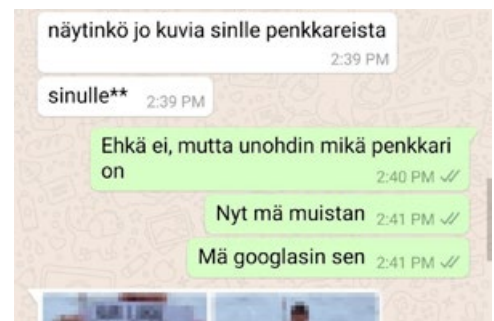 näytinkö jo kuvia sinlle penkkareista
2:39 PM
sinulle** 2:39 PM
Ehkä ei, mutta unohdin mikä penkkari
on
2:40 PM
Nyt mä muistan 2:41 PM
Mä googlasin sen 2:41 PM